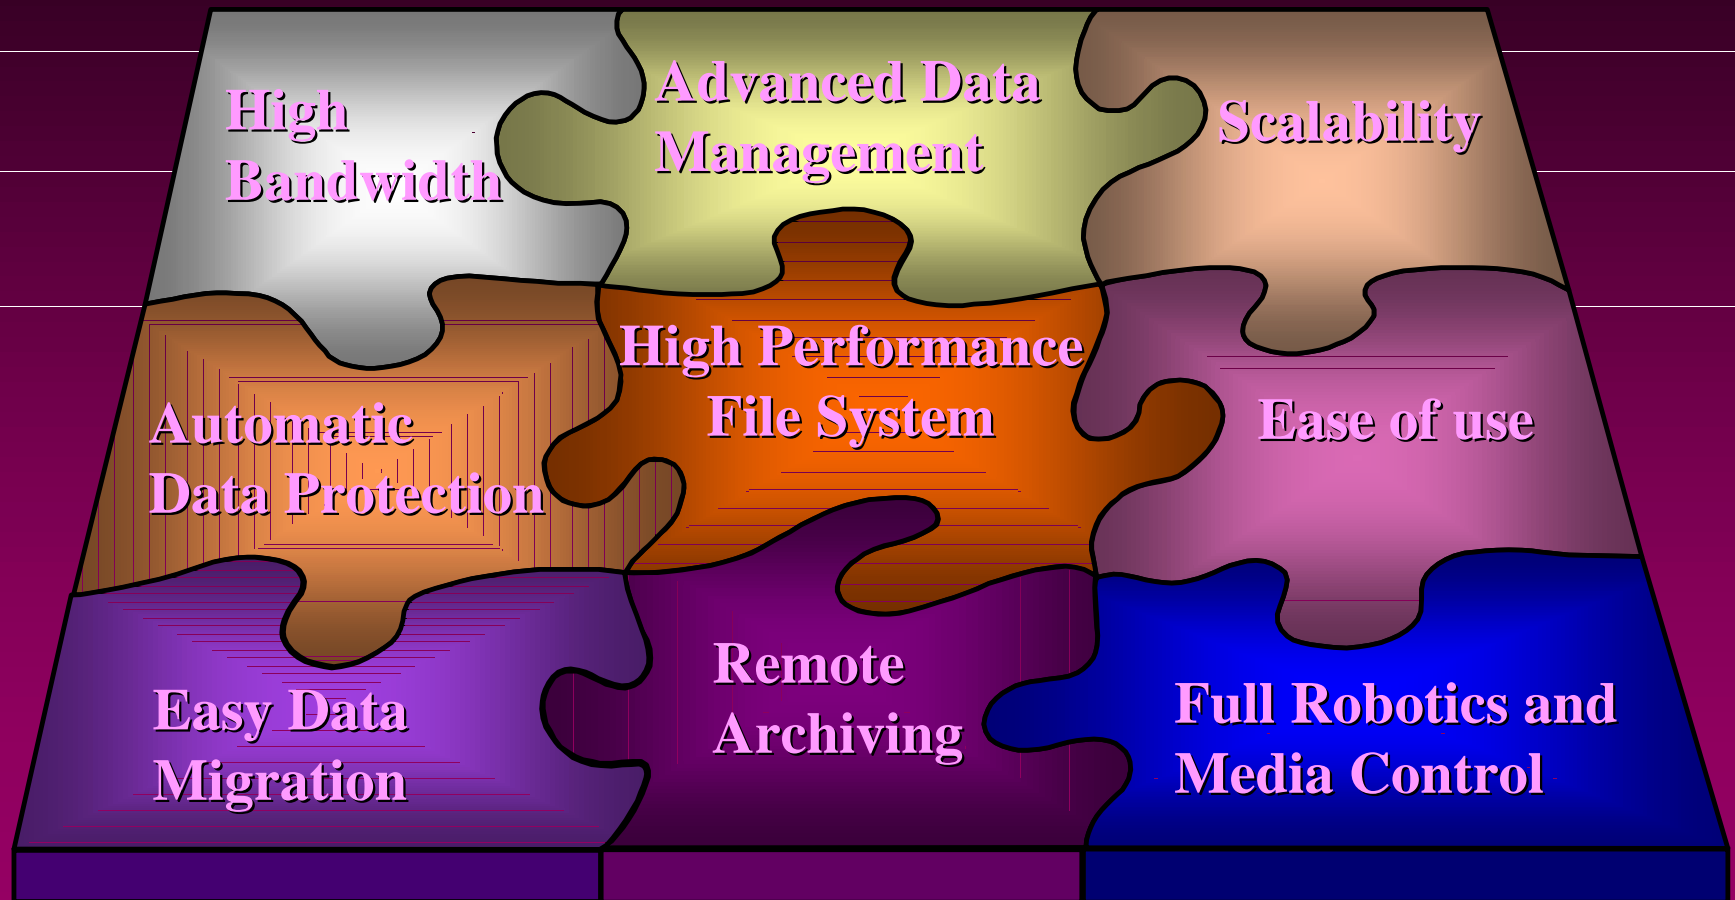 High
Bandwidth
Advanced Data
Management
Scalability
Automatic
Data Protection
High Performance
File System
Ease of use
Easy Data
Migration
Remote
Archiving
Full Robotics and
Media Control